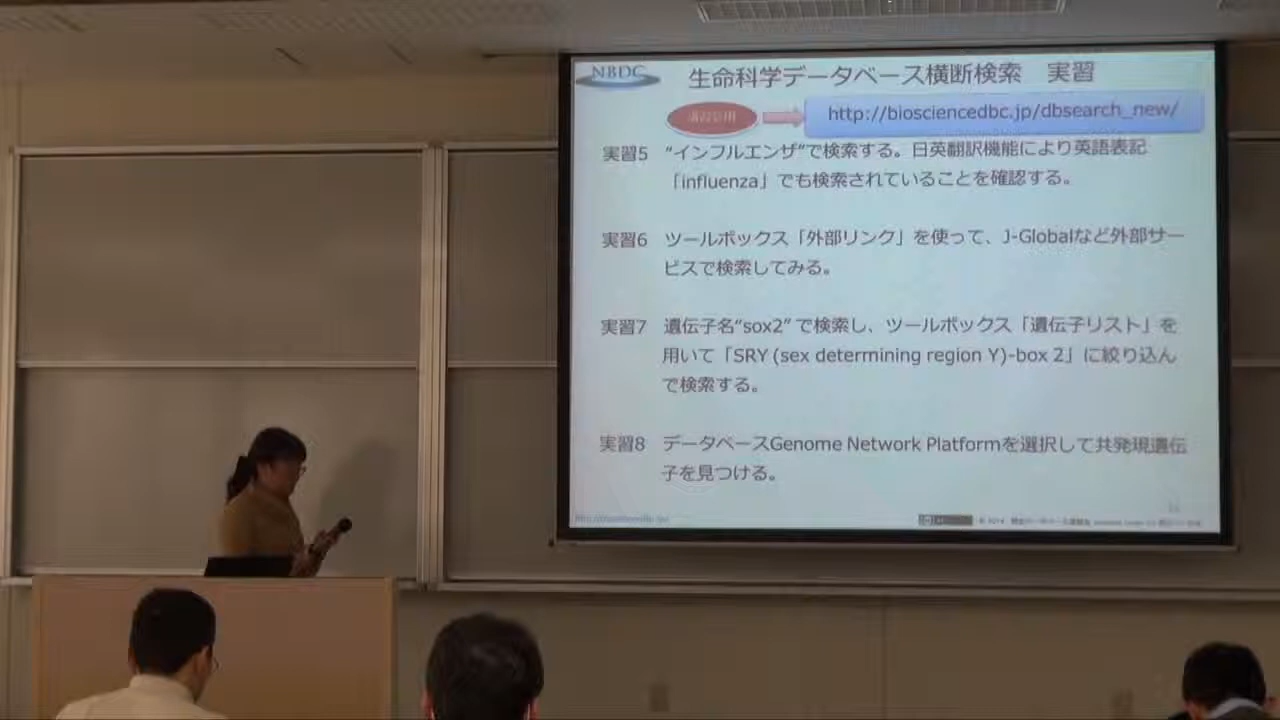 NBDC
生命科学データベース横断検索　実習
http://biosciencedbc.jp/dbsearch_new/
実習5　“インフルエンザ”で検索する。日英翻訳機能により英語表記
「influenza」でも検索されていることを確認する。
実習6　ツールボックス「外部リンク」を使って、J-Globalなど外部サー
ビスで検索してみる。
実習7　遺伝子名“sox2” で検索し、ツールボックス「遺伝子リスト」を
用いて「SRY (sex determining region Y)-box 2」に絞り込ん
で検索する。
実習8　データベースGenome Network Platformを選択して共発現遺伝
子を見つける。